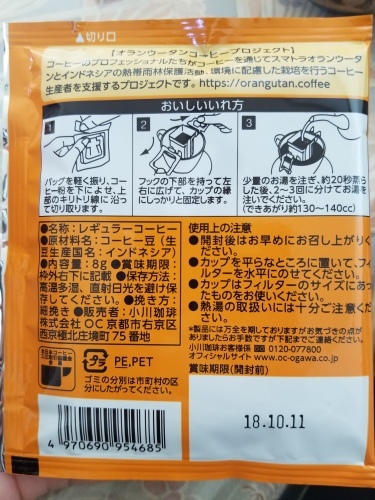 ▲切り口
【オランウータンコーヒープロジェクト】
コーヒーのプロフェッショナルたちがコーヒーを通じてスマトラオランウータ
ンとインドネシアの熱帯雨林保護活動、環境に配慮した栽培を行うコーヒー
生産者を支援するプロジェクトです。https://orangutan.coffee
おいしいいれ方
1
バッグを軽く振り、コーヒー
粉を下によせ、上
部のキリトリ線に沿っ
て切り取ります。
2
フックの下部を持って左
右に広げて、カップの縁
にしっかりと固定します。
3
少量のお湯を注ぎ、約20秒蒸ら
した後、2~3回に分けてお湯を
注いでください。
(できあがり約130~140cc)
●名称:レギュラーコーヒー
●原材料名:コーヒー豆(生
豆生産国名:インドネシア)
●内容量:8g ●賞味期限:
枠外右下に記載 ●保存方法:
高温多湿、直射日光を避け保
存してください。●挽き方:
細挽き ●販売者:小川珈琲
株式会社 OC 京都市右京区
西京極北庄境町75番地
使用上の注意
●開封後はお早めにお召し上がりく
ださい。
●カップを平らなところに置いて、フィ
ルターを水平にのせてください。
●カップはフィルターのサイズにあっ
たものをお使いください。
●熱湯の取扱いには十分ご注意く
ださい。
*製品には万全を期しておりますがお気づきの点が
ありましたらお手数ですが下記までご連絡ください。
小川珈琲お客様係 0120-077800
オフィシャルサイト www.oc-ogawa.co.jp
賞味期限(開封前)
プラ
PE,PET
ゴミの分別は市町村の区
分にしたがってください。
18.10.11
4 970690 954685